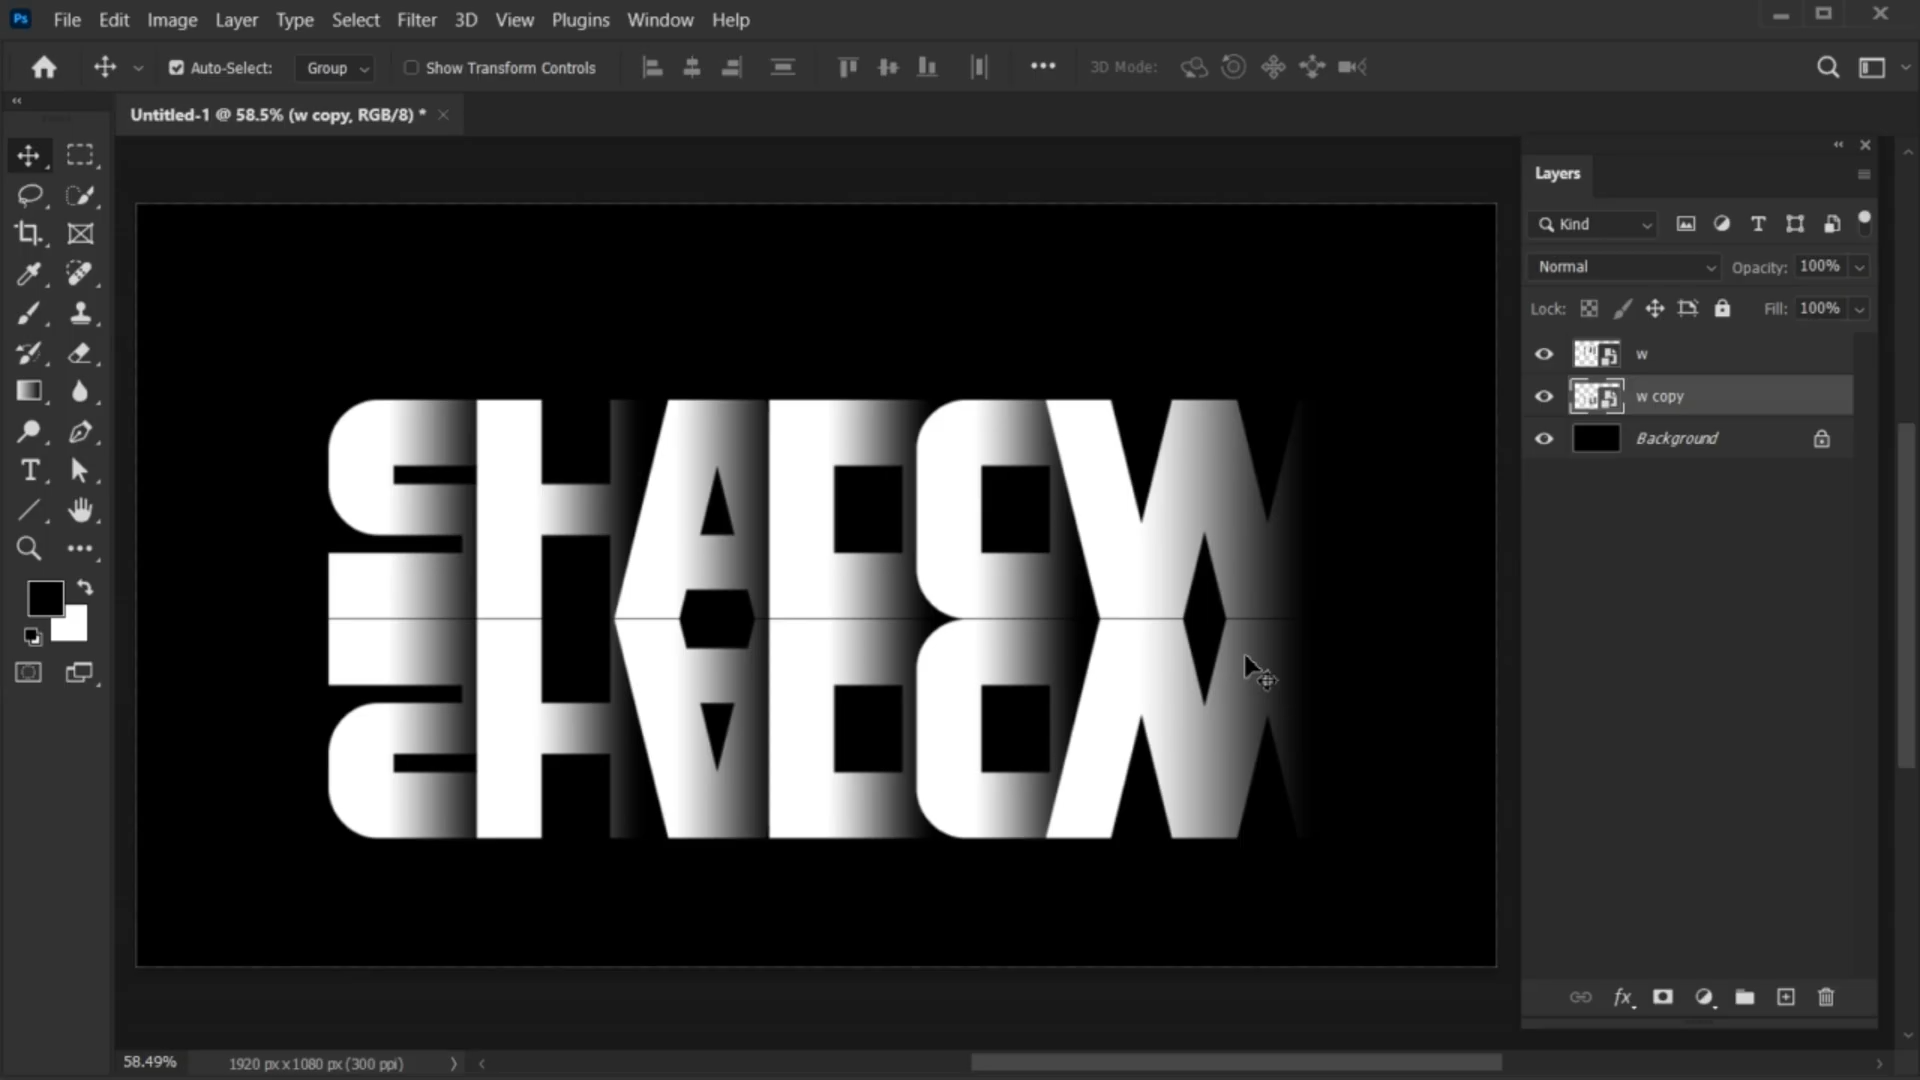 Ps File Edit Image Layer Type Select Filter 3D View Plugins Window Help
Auto-Select: Group Show Transform Controls 3D Mode:
Untitled-1 @ 58.5% (w copy, RGB/8) *
Layers
Kind
Normal Opacity: 100%
Lock: Fill: 100%
w
w copy
Background
SHADOW
SHADOW
58.49% 1920 px x 1080 px (300 ppi)